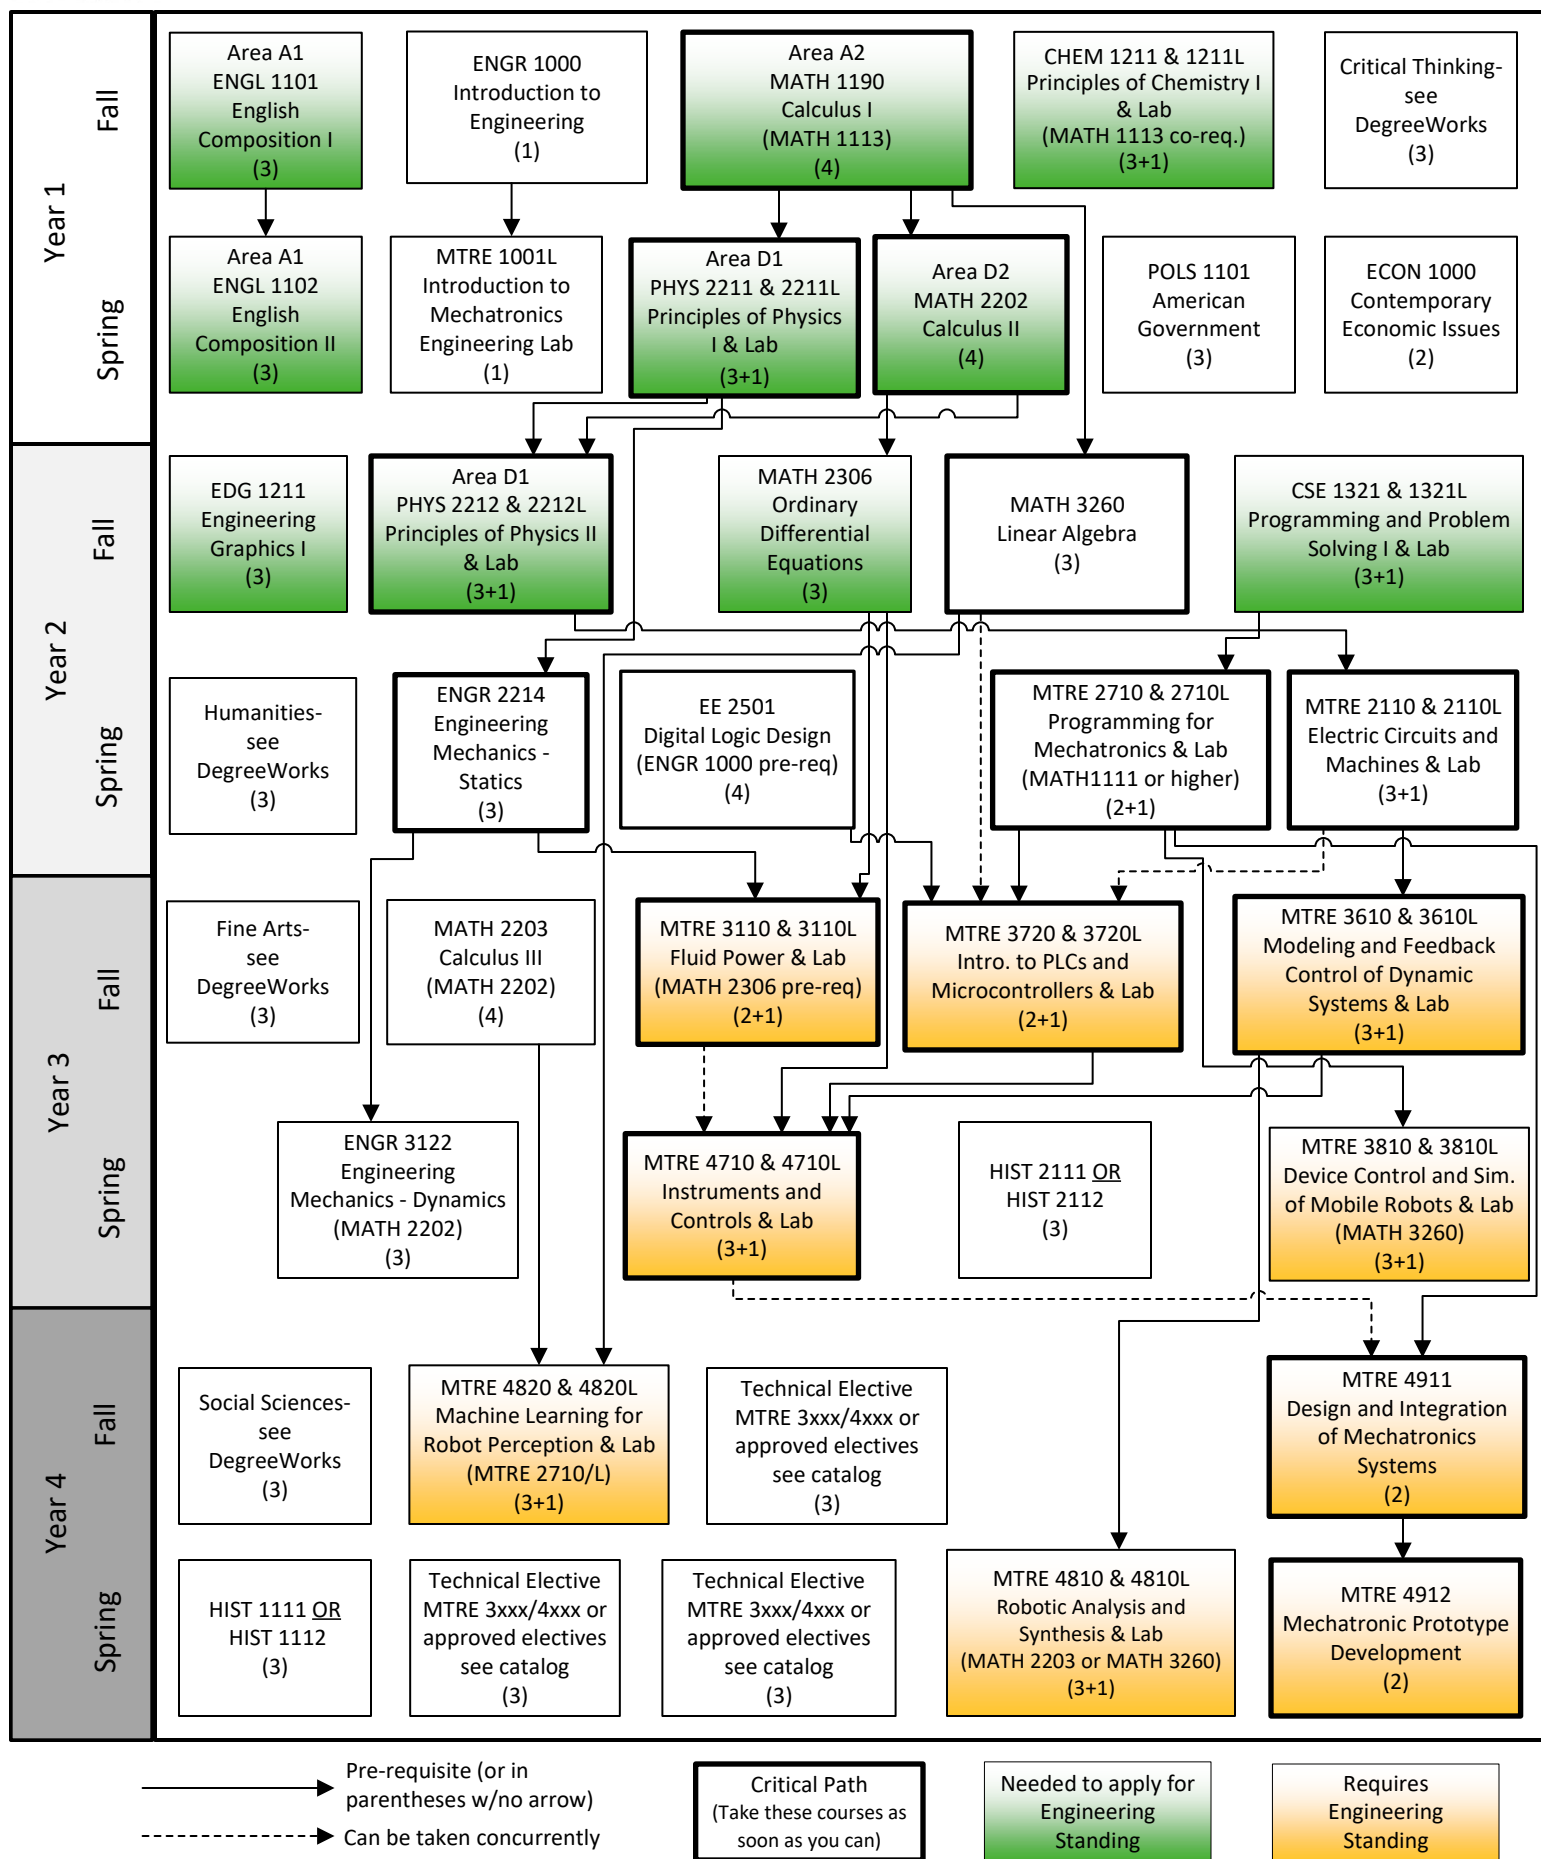 Year 1
Fall
Area A1
ENGL 1101
English
Composition I
(3)
ENGR 1000
Introduction to
Engineering
(1)
Area A2
MATH 1190
Calculus I
(MATH 1113)
(4)
CHEM 1211 & 1211L
Principles of Chemistry I
& Lab
(MATH 1113 co-req.)
(3+1)
Critical Thinking-
see
DegreeWorks
(3)
Spring
Area A1
ENGL 1102
English
Composition II
(3)
MTRE 1001L
Introduction to
Mechatronics
Engineering Lab
(1)
Area D1
PHYS 2211 & 2211L
Principles of Physics
I & Lab
(3+1)
Area D2
MATH 2202
Calculus II
(4)
POLS 1101
American
Government
(3)
ECON 1000
Contemporary
Economic Issues
(2)
Year 2
Fall
EDG 1211
Engineering
Graphics I
(3)
Area D1
PHYS 2212 & 2212L
Principles of Physics II
& Lab
(3+1)
MATH 2306
Ordinary
Differential
Equations
(3)
MATH 3260
Linear Algebra
(3)
CSE 1321 & 1321L
Programming and Problem
Solving I & Lab
(3+1)
Spring
Humanities-
see
DegreeWorks
(3)
ENGR 2214
Engineering
Mechanics -
Statics
(3)
EE 2501
Digital Logic Design
(ENGR 1000 pre-req)
(4)
MTRE 2710 & 2710L
Programming for
Mechatronics & Lab
(MATH1111 or higher)
(2+1)
MTRE 2110 & 2110L
Electric Circuits and
Machines & Lab
(3+1)
Year 3
Fall
Fine Arts-
see
DegreeWorks
(3)
MATH 2203
Calculus III
(MATH 2202)
(4)
MTRE 3110 & 3110L
Fluid Power & Lab
(MATH 2306 pre-req)
(2+1)
MTRE 3720 & 3720L
Intro. to PLCs and
Microcontrollers & Lab
(2+1)
MTRE 3610 & 3610L
Modeling and Feedback
Control of Dynamic
Systems & Lab
(3+1)
Spring
ENGR 3122
Engineering
Mechanics - Dynamics
(MATH 2202)
(3)
MTRE 4710 & 4710L
Instruments and
Controls & Lab
(3+1)
HIST 2111 OR
HIST 2112
(3)
MTRE 3810 & 3810L
Device Control and Sim.
of Mobile Robots & Lab
(MATH 3260)
(3+1)
Year 4
Fall
Social Sciences-
see
DegreeWorks
(3)
MTRE 4820 & 4820L
Machine Learning for
Robot Perception & Lab
(MTRE 2710/L)
(3+1)
Technical Elective
MTRE 3xxx/4xxx or
approved electives
see catalog
(3)
MTRE 4911
Design and Integration
of Mechatronics
Systems
(2)
Spring
HIST 1111 OR
HIST 1112
(3)
Technical Elective
MTRE 3xxx/4xxx or
approved electives
see catalog
(3)
Technical Elective
MTRE 3xxx/4xxx or
approved electives
see catalog
(3)
MTRE 4810 & 4810L
Robotic Analysis and
Synthesis & Lab
(MATH 2203 or MATH 3260)
(3+1)
MTRE 4912
Mechatronic Prototype
Development
(2)
Pre-requisite (or in
parentheses w/no arrow)
Can be taken concurrently
Critical Path
(Take these courses as
soon as you can)
Needed to apply for
Engineering
Standing
Requires
Engineering
Standing